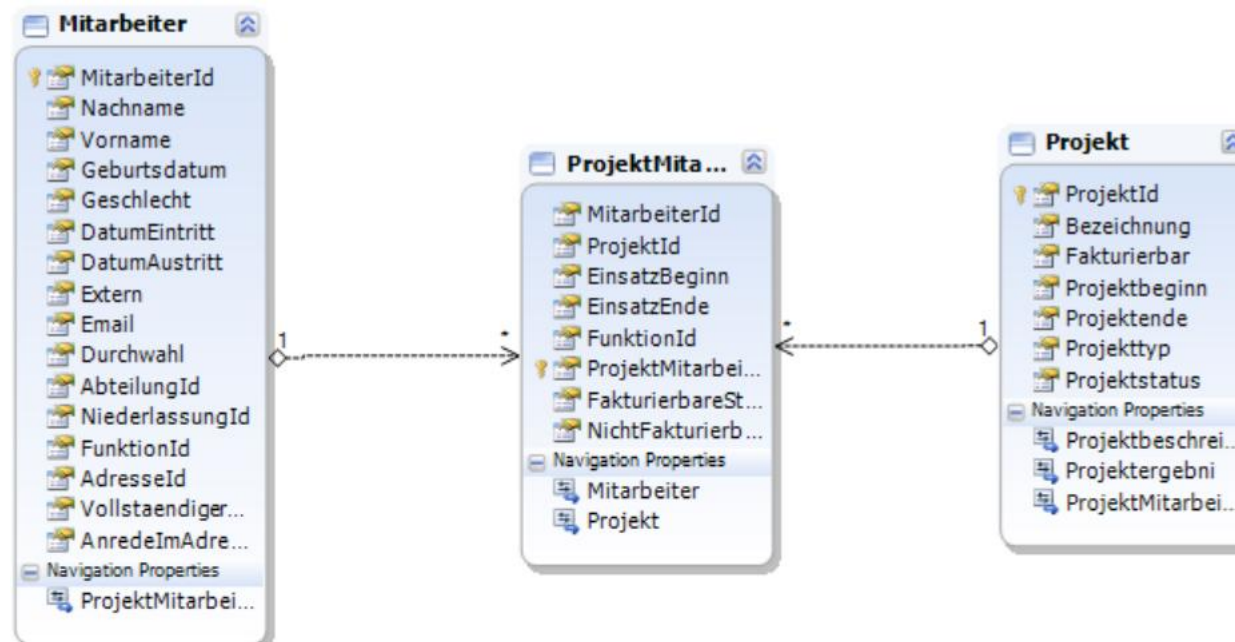 Mitarbeiter
MitarbeiterId
Nachname
Vorname
Geburtsdatum
Geschlecht
DatumEintritt
DatumAustritt
Extern
Email
Durchwahl
AbteilungId
NiederlassungId
FunktionId
AdresseId
Vollstaendiger...
AnredeImAdre...
Navigation Properties
ProjektMitarbei...
1
*
ProjektMita...
MitarbeiterId
ProjektId
EinsatzBeginn
EinsatzEnde
FunktionId
ProjektMitarbei...
FakturierbareSt...
NichtFakturierb...
Navigation Properties
Mitarbeiter
Projekt
*
1
Projekt
ProjektId
Bezeichnung
Fakturierbar
Projektbeginn
Projektende
Projekttyp
Projektstatus
Navigation Properties
Projektbeschrei...
Projektergebni
ProjektMitarbei...